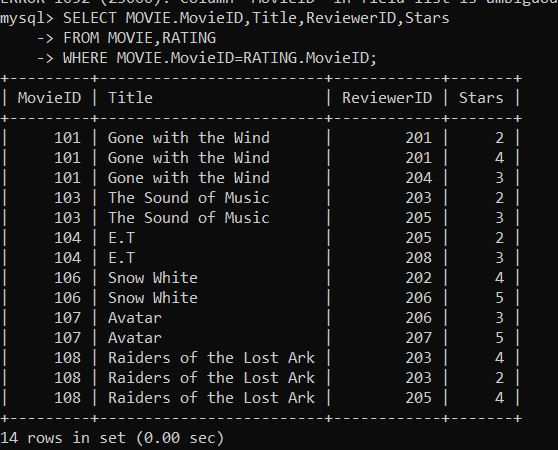 ERROR 1052 (23000): Column 'MovieID' in field list is ambiguous
mysql> SELECT MOVIE.MovieID,Title,ReviewerID,Stars
    -> FROM MOVIE,RATING
    -> WHERE MOVIE.MovieID=RATING.MovieID;
+---------+-------------------------+------------+-------+
| MovieID | Title                   | ReviewerID | Stars |
+---------+-------------------------+------------+-------+
|     101 | Gone with the Wind      |        201 |     2 |
|     101 | Gone with the Wind      |        201 |     4 |
|     101 | Gone with the Wind      |        204 |     3 |
|     103 | The Sound of Music      |        203 |     2 |
|     103 | The Sound of Music      |        205 |     3 |
|     104 | E.T                     |        205 |     2 |
|     104 | E.T                     |        208 |     3 |
|     106 | Snow White              |        202 |     4 |
|     106 | Snow White              |        206 |     5 |
|     107 | Avatar                  |        206 |     3 |
|     107 | Avatar                  |        207 |     5 |
|     108 | Raiders of the Lost Ark |        203 |     4 |
|     108 | Raiders of the Lost Ark |        203 |     2 |
|     108 | Raiders of the Lost Ark |        205 |     4 |
+---------+-------------------------+------------+-------+
14 rows in set (0.00 sec)